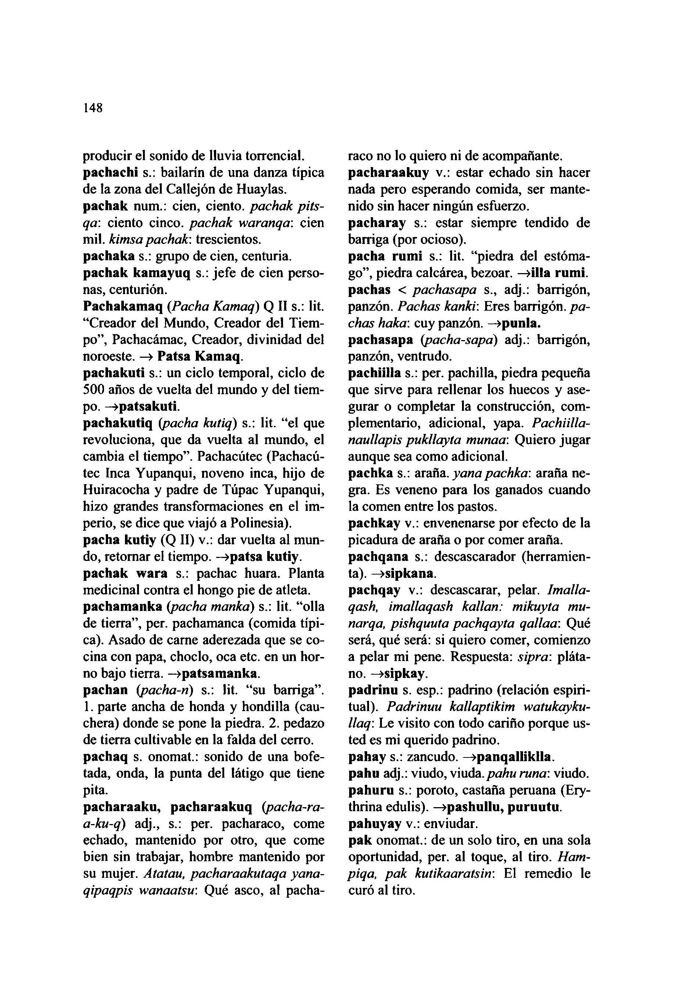 148
producir el sonido de lluvia torrencial.
pachachi s.: bailarín de una danza típica
de la zona del Callejón de Huaylas.
pachak num.: cien, ciento. pachak pits-
qa: ciento cinco. pachak waranqa: cien
mil. kimsa pachak: trescientos.
pachaka s.: grupo de cien, centuria.
pachak kamayuq s.: jefe de cien perso-
nas, centurión.
Pachakamaq (Pacha Kamaq) Q II s.: lit.
“Creador del Mundo, Creador del Tiem-
po”, Pachacámac, Creador, divinidad del
noroeste. → Patsa Kamaq.
pachakuti s.: un ciclo temporal, ciclo de
500 años de vuelta del mundo y del tiem-
po. →patsakuti.
pachakutiq (pacha kutiq) s.: lit. “el que
revoluciona, que da vuelta al mundo, el
cambia el tiempo”. Pachacútec (Pachacú-
tec Inca Yupanqui, noveno inca, hijo de
Huiracocha y padre de Túpac Yupanqui,
hizo grandes transformaciones en el im-
perio, se dice que viajó a Polinesia).
pacha kutiy (Q II) v.: dar vuelta al mun-
do, retornar el tiempo. →patsa kutiy.
pachak wara s.: pachac huara. Planta
medicinal contra el hongo pie de atleta.
pachamanka (pacha manka) s.: lit. “olla
de tierra”, per. pachamanca (comida típi-
ca). Asado de carne aderezada que se co-
cina con papa, choclo, oca etc. en un hor-
no bajo tierra. →patsamanka.
pachan (pacha-n) s.: lit. “su barriga”.
1. parte ancha de honda y hondilla (cau-
chera) donde se pone la piedra. 2. pedazo
de tierra cultivable en la falda del cerro.
pachaq s. onomat.: sonido de una bofe-
tada, onda, la punta del látigo que tiene
pita.
pacharaaku, pacharaakuq (pacha-ra-
a-ku-q) adj., s.: per. pacharaco, come
echado, mantenido por otro, que come
bien sin trabajar, hombre mantenido por
su mujer. Atatau, pacharaakutaqa yana-
qipaqpis wanaatsu: Qué asco, al pacha-
raco no lo quiero ni de acompañante.
pacharaakuy v.: estar echado sin hacer
nada pero esperando comida, ser mante-
nido sin hacer ningún esfuerzo.
pacharay s.: estar siempre tendido de
barriga (por ocioso).
pacha rumi s.: lit. “piedra del estóma-
go”, piedra calcárea, bezoar. →illa rumi.
pachas < pachasapa s., adj.: barrigón,
panzón. Pachas kanki: Eres barrigón. pa-
chas haka: cuy panzón. →punla.
pachasapa (pacha-sapa) adj.: barrigón,
panzón, ventrudo.
pachiilla s.: per. pachilla, piedra pequeña
que sirve para rellenar los huecos y ase-
gurar o completar la construcción, com-
plementario, adicional, yapa. Pachiilla-
naullapis pukllayta munaa: Quiero jugar
aunque sea como adicional.
pachka s.: araña. yana pachka: araña ne-
gra. Es veneno para los ganados cuando
la comen entre los pastos.
pachkay v.: envenenarse por efecto de la
picadura de araña o por comer araña.
pachqana s.: descascarador (herramien-
ta). →sipkana.
pachqay v.: descascarar, pelar. Imalla-
qash, imallaqash kallan: mikuyta mu-
narqa, pishquuta pachqayta qallaa: Qué
será, qué será: si quiero comer, comienzo
a pelar mi pene. Respuesta: sipra: pláta-
no. →sipkay.
padrinu s. esp.: padrino (relación espiri-
tual). Padrinuu kallaptikim watukayku-
llaq: Le visito con todo cariño porque us-
ted es mi querido padrino.
pahay s.: zancudo. →panqalliklla.
pahu adj.: viudo, viuda. pahu runa: viudo.
pahuru s.: poroto, castaña peruana (Ery-
thrina edulis). →pashullu, puruutu.
pahuyay v.: enviudar.
pak onomat.: de un solo tiro, en una sola
oportunidad, per. al toque, al tiro. Ham-
piqa, pak kutikaaratsin: El remedio le
curó al tiro.